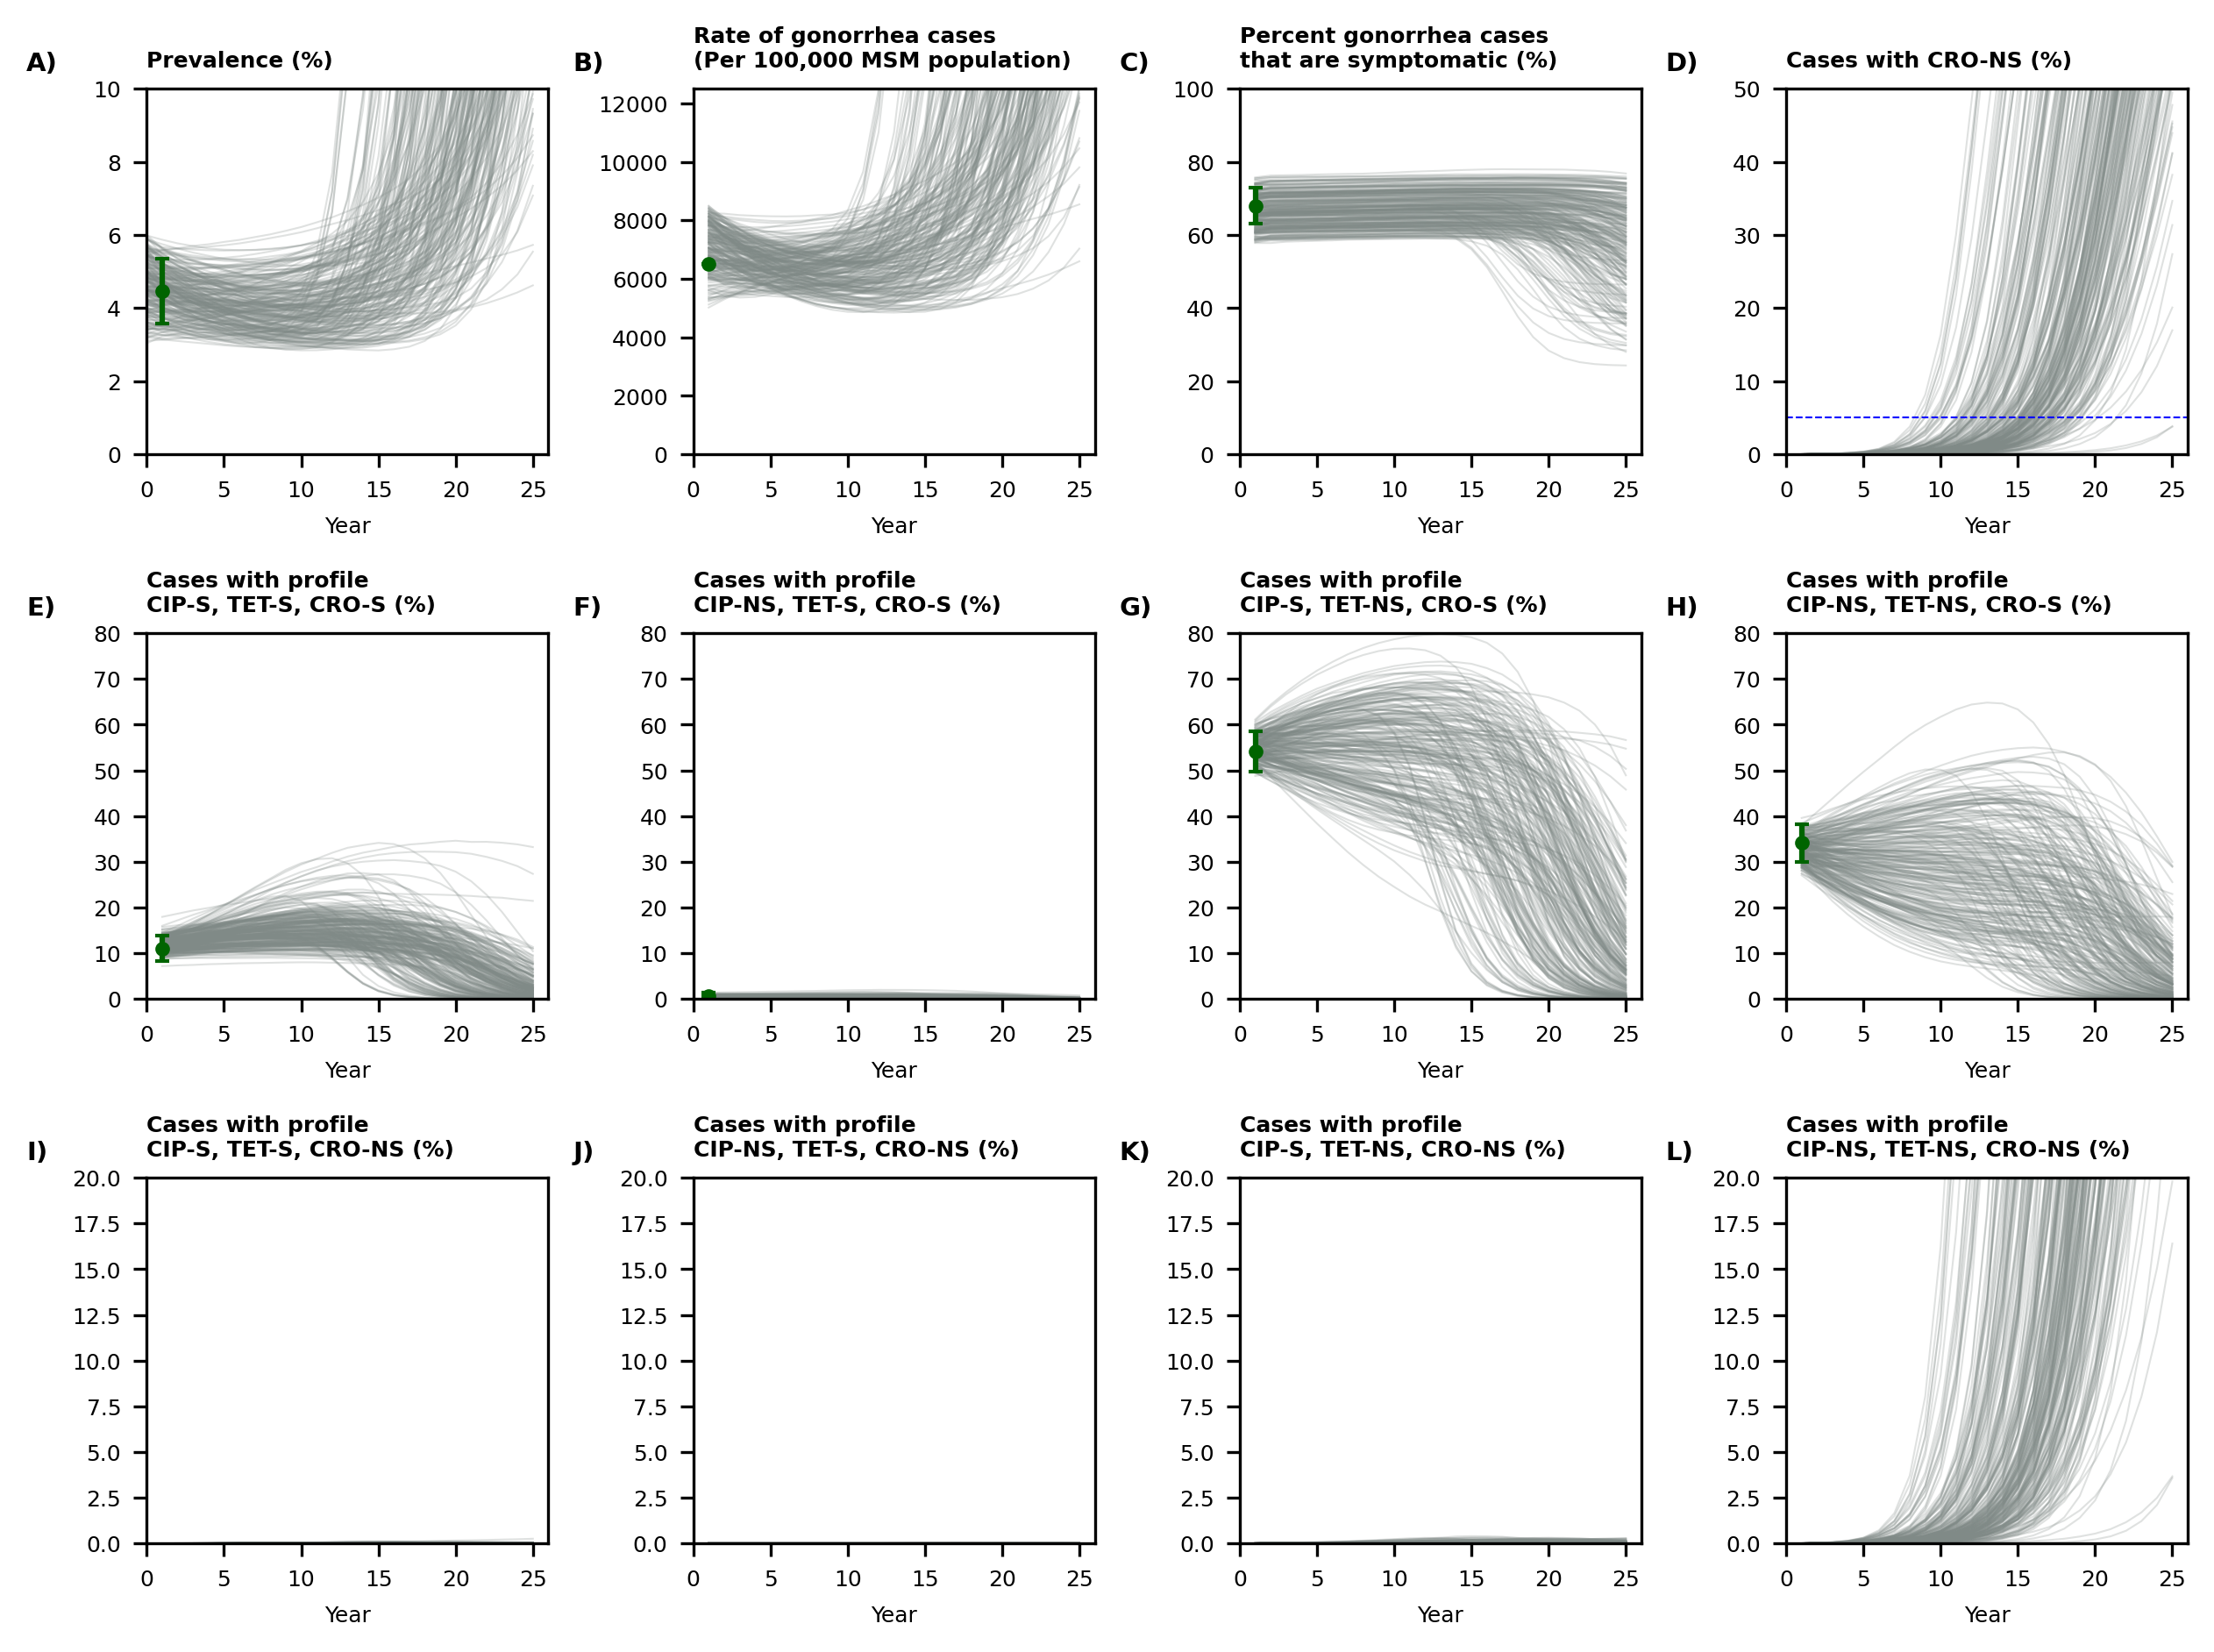 A)
Prevalence (%)
10
8
6
4
2
0
0 5 10 15 20 25
Year
B)
Rate of gonorrhea cases
(Per 100,000 MSM population)
12000
10000
8000
6000
4000
2000
0
0 5 10 15 20 25
Year
C)
Percent gonorrhea cases
that are symptomatic (%)
100
80
60
40
20
0
0 5 10 15 20 25
Year
D)
Cases with CRO-NS (%)
50
40
30
20
10
0
0 5 10 15 20 25
Year
E)
Cases with profile
CIP-S, TET-S, CRO-S (%)
80
70
60
50
40
30
20
10
0
0 5 10 15 20 25
Year
F)
Cases with profile
CIP-NS, TET-S, CRO-S (%)
80
70
60
50
40
30
20
10
0
0 5 10 15 20 25
Year
G)
Cases with profile
CIP-S, TET-NS, CRO-S (%)
80
70
60
50
40
30
20
10
0
0 5 10 15 20 25
Year
H)
Cases with profile
CIP-NS, TET-NS, CRO-S (%)
80
70
60
50
40
30
20
10
0
0 5 10 15 20 25
Year
I)
Cases with profile
CIP-S, TET-S, CRO-NS (%)
20.0
17.5
15.0
12.5
10.0
7.5
5.0
2.5
0.0
0 5 10 15 20 25
Year
J)
Cases with profile
CIP-NS, TET-S, CRO-NS (%)
20.0
17.5
15.0
12.5
10.0
7.5
5.0
2.5
0.0
0 5 10 15 20 25
Year
K)
Cases with profile
CIP-S, TET-NS, CRO-NS (%)
20.0
17.5
15.0
12.5
10.0
7.5
5.0
2.5
0.0
0 5 10 15 20 25
Year
L)
Cases with profile
CIP-NS, TET-NS, CRO-NS (%)
20.0
17.5
15.0
12.5
10.0
7.5
5.0
2.5
0.0
0 5 10 15 20 25
Year